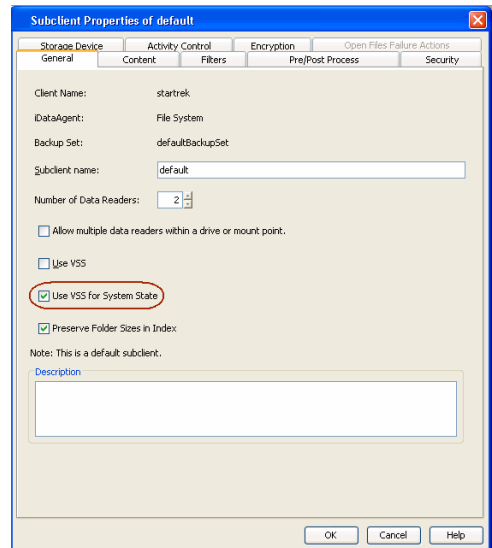 Subclient Properties of default
Storage Device Activity Control Encryption Open Files Failure Actions
General Content Filters Pre/Post Process Security
Client Name: startrek
iDataAgent: File System
Backup Set: defaultBackupSet
Subclient name: default
Number of Data Readers: 2
Allow multiple data readers within a drive or mount point.
Use VSS
Use VSS for System State
Preserve Folder Sizes in Index
Note: This is a default subclient.
Description
OK Cancel Help